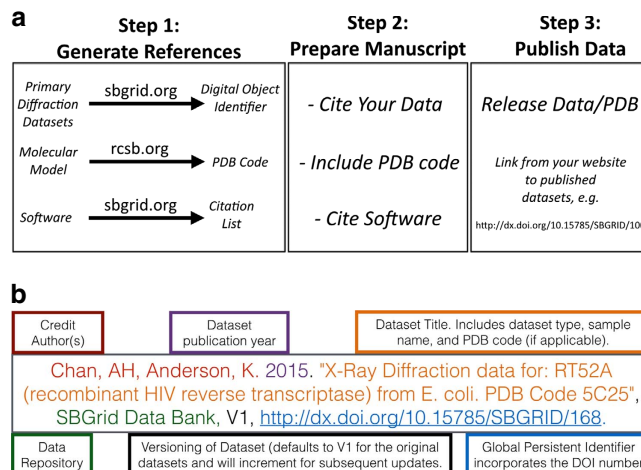 a
Step 1:
Generate References
Step 2:
Prepare Manuscript
Step 3:
Publish Data
Primary
Diffraction
Datasets
sbgrid.org
Digital Object
Identifier
Molecular
Model
rcsb.org
PDB Code
Software
sbgrid.org
Citation
List
- Cite Your Data
- Include PDB code
- Cite Software
Release Data/PDB
Link from your website
to published
datasets, e.g.
http://dx.doi.org/10.15785/SBGRID/100
b
Credit
Author(s)
Dataset
publication year
Dataset Title. Includes dataset type, sample
name, and PDB code (if applicable).
Chan, AH, Anderson, K. 2015. "X-Ray Diffraction data for: RT52A
(recombinant HIV reverse transcriptase) from E. coli. PDB Code 5C25",
SBGrid Data Bank, V1, http://dx.doi.org/10.15785/SBGRID/168.
Data
Repository
Versioning of Dataset (defaults to V1 for the original
datasets and will increment for subsequent updates.
Global Persistent Identifier
incorporates the DOI number